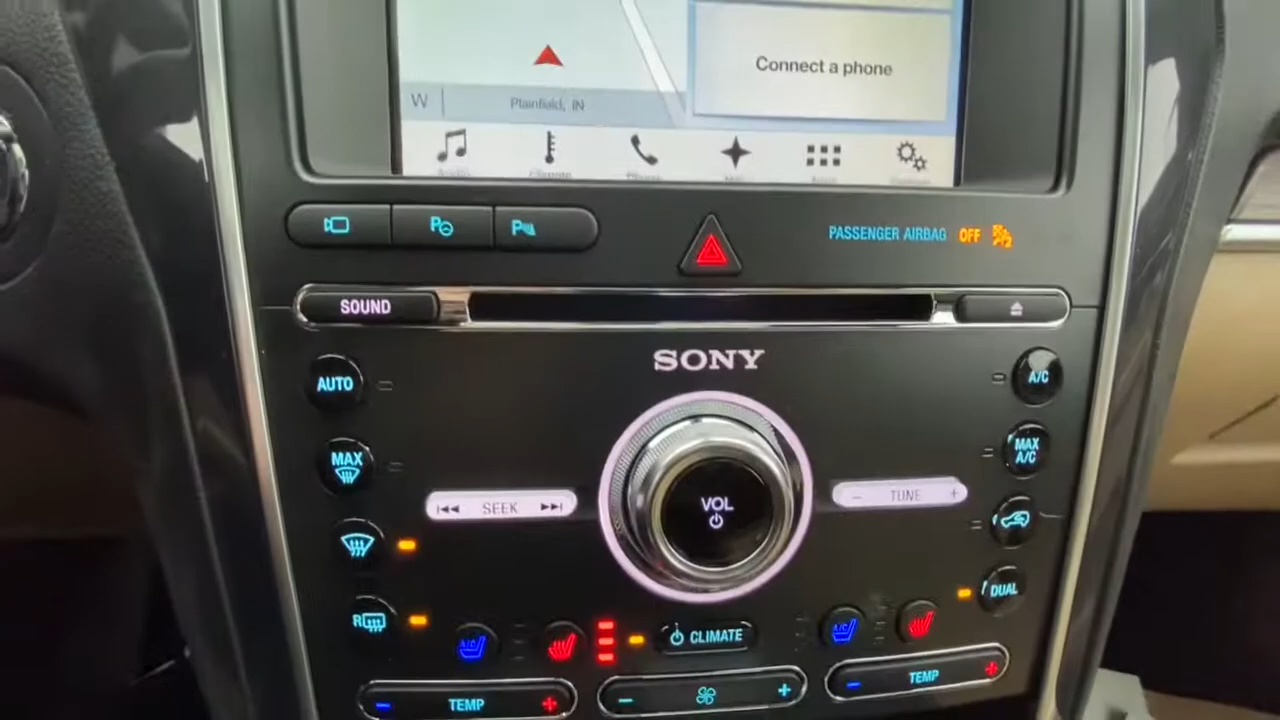 Connect a phone
W
Plainfield, IN
PASSENGER AIRBAG OFF
SOUND
SONY
AUTO
A/C
MAX
MAX
A/C
VOL
SEEK
− TUNE +
DUAL
R
A/C
CLIMATE
A/C
− TEMP +
− +
− TEMP +